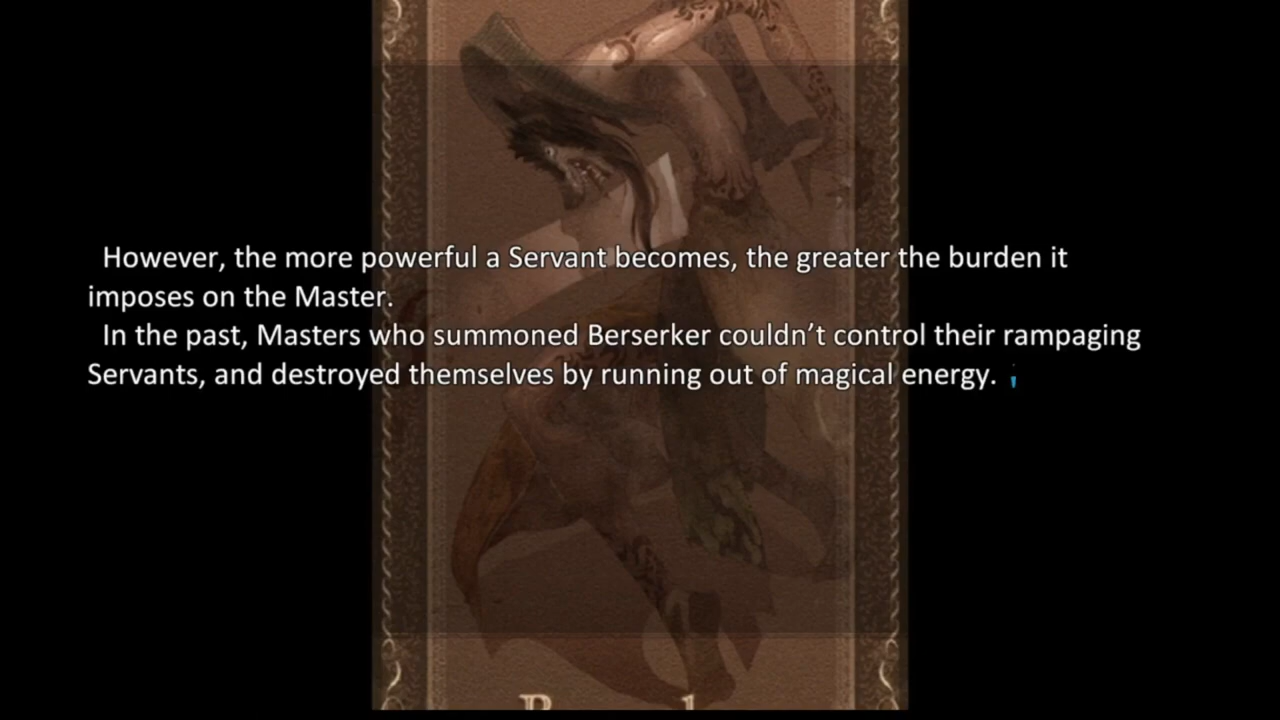 However, the more powerful a Servant becomes, the greater the burden it
imposes on the Master.
In the past, Masters who summoned Berserker couldn’t control their rampaging
Servants, and destroyed themselves by running out of magical energy.